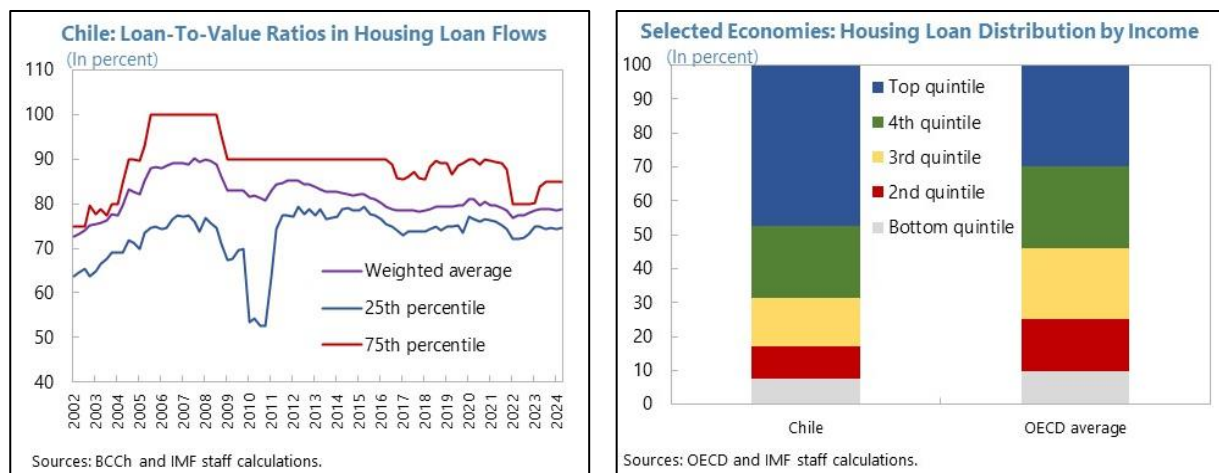 Chile: Loan-To-Value Ratios in Housing Loan Flows
(In percent)
110
100
90
80
70
60
50
40
Weighted average
25th percentile
75th percentile
2002
2003
2004
2005
2006
2007
2008
2009
2010
2011
2012
2013
2014
2015
2016
2017
2018
2019
2020
2021
2022
2023
2024
Sources: BCCh and IMF staff calculations.
Selected Economies: Housing Loan Distribution by Income
(In percent)
100
90
80
70
60
50
40
30
20
10
0
Top quintile
4th quintile
3rd quintile
2nd quintile
Bottom quintile
Chile
OECD average
Sources: OECD and IMF staff calculations.